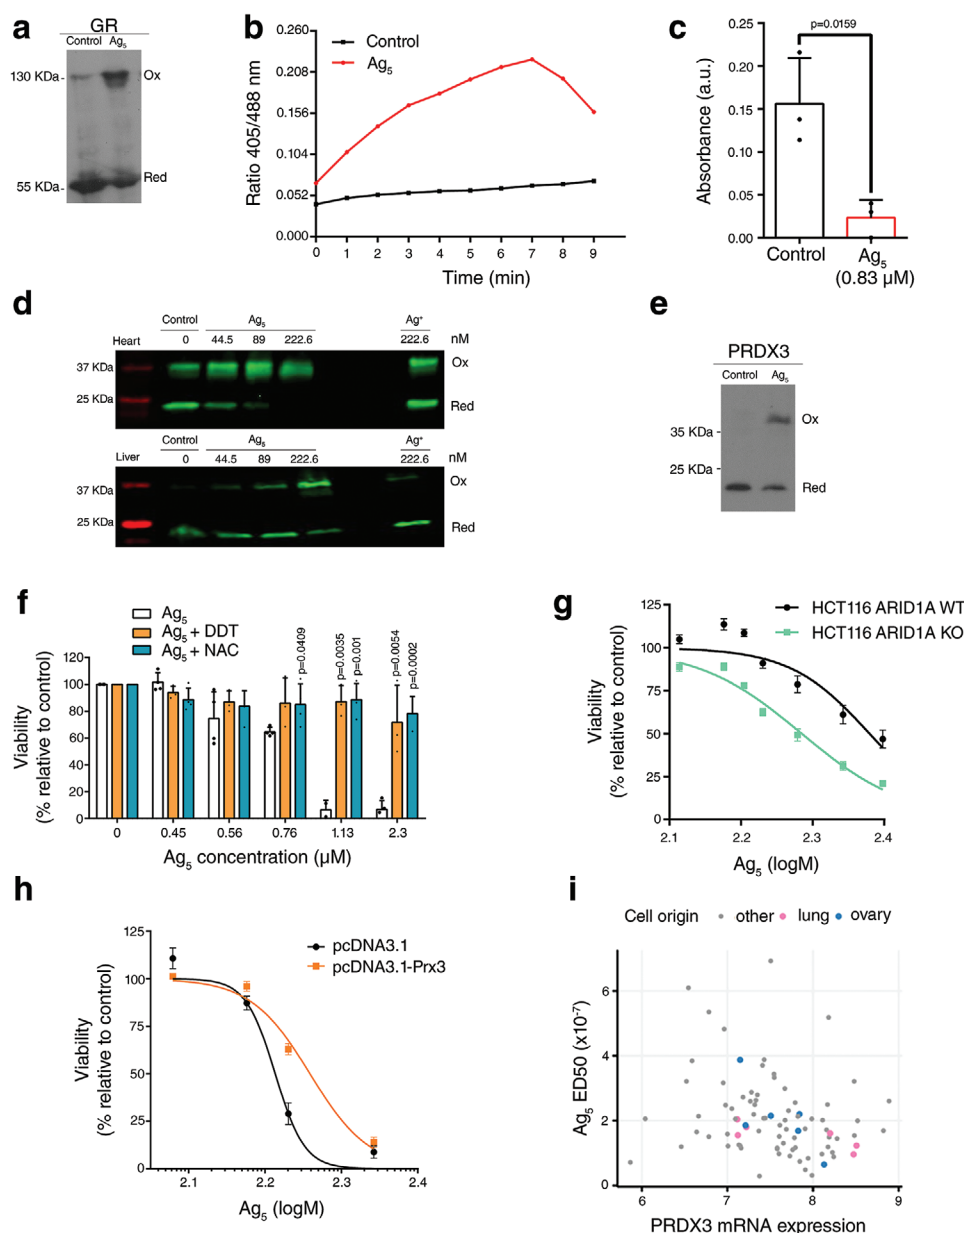 a
GR
Control Ag5
130 KDa-
Ox
55 KDa-
Red
b
0.260
0.208
0.156
0.104
0.052
0.000
Ratio 405/488 nm
Control
Ag5
0 1 2 3 4 5 6 7 8 9
Time (min)
c
0.25
0.20
0.15
0.10
0.05
0.00
Absorbance (a.u.)
p=0.0159
Control
Ag5
(0.83 µM)
d
Control Ag5 Ag+
Heart 0 44.5 89 222.6 222.6 nM
37 KDa
Ox
25 KDa
Red
Control Ag5 Ag+
Liver 0 44.5 89 222.6 222.6 nM
Ox
37 KDa
25 KDa
Red
e
PRDX3
Control Ag5
Ox
35 KDa -
25 KDa -
Red
f
Ag5
Ag5 + DDT
Ag5 + NAC
p=0.0409
p=0.0035
p=0.001
p=0.0054
p=0.0002
120
100
80
60
40
20
0
Viability
(% relative to control)
0 0.45 0.56 0.76 1.13 2.3
Ag5 concentration (µM)
g
HCT116 ARID1A WT
HCT116 ARID1A KO
125
100
75
50
25
0
Viability
(% relative to control)
2.1 2.2 2.3 2.4
Ag5 (logM)
h
125
100
75
50
25
0
Viability
(% relative to control)
pcDNA3.1
pcDNA3.1-Prx3
2.1 2.2 2.3 2.4
Ag5 (logM)
i
Cell origin other lung ovary
6
4
2
0
Ag5 ED50 (x10-7)
6 7 8 9
PRDX3 mRNA expression